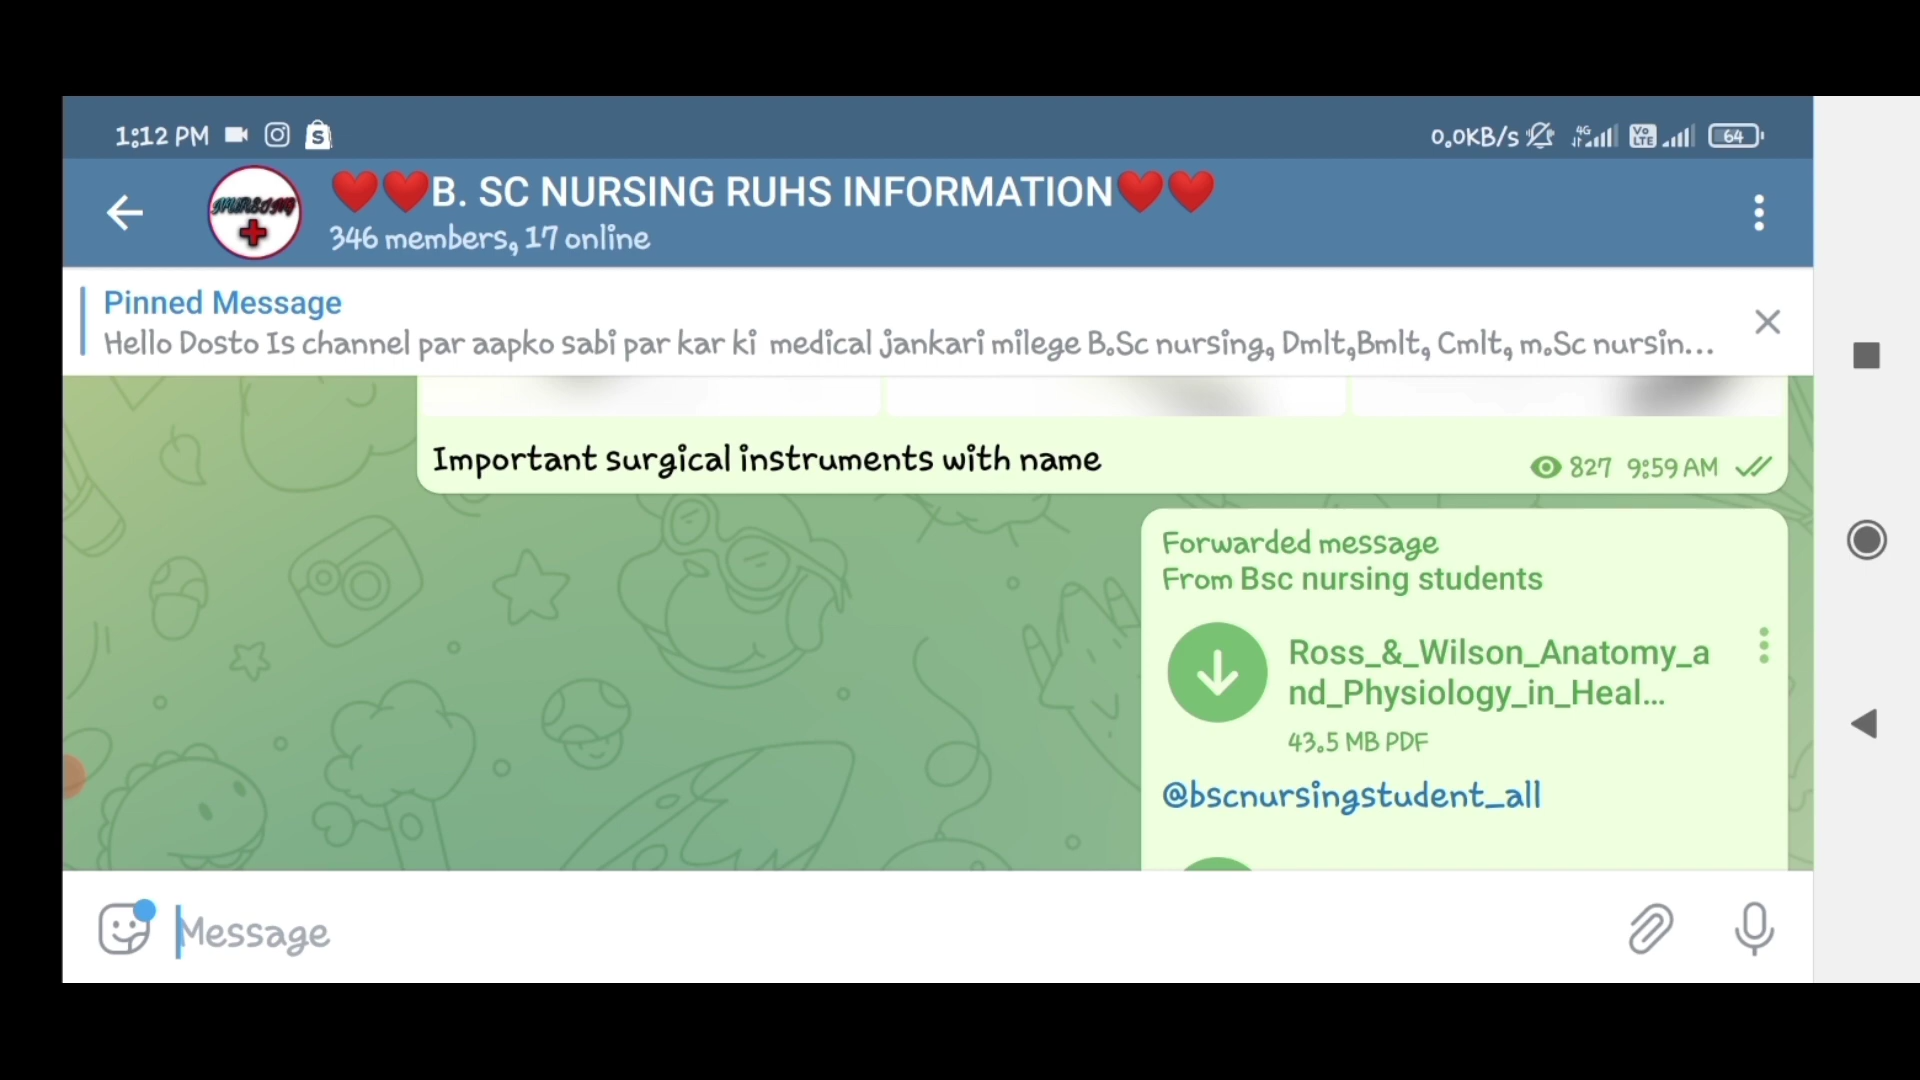 1:12 PM
0.0KB/s 4G Vo LTE 64
❤️❤️B. SC NURSING RUHS INFORMATION❤️❤️
346 members, 17 online
Pinned Message
Hello Dosto Is channel par aapko sabi par kar ki medical jankari milege B.Sc nursing, Dmlt,Bmlt, Cmlt, m.Sc nursin...
Important surgical instruments with name
827 9:59 AM
Forwarded message
From Bsc nursing students
Ross_&_Wilson_Anatomy_a
nd_Physiology_in_Heal...
43.5 MB PDF
@bscnursingstudent_all
Message